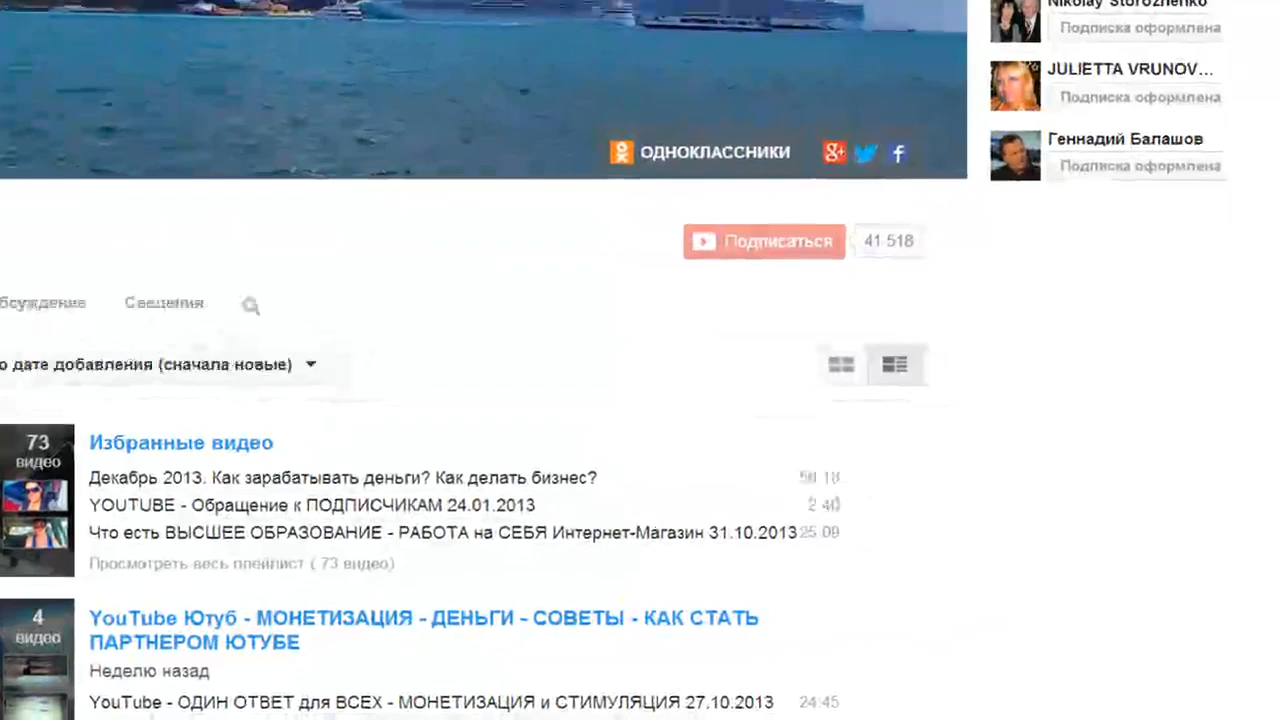 Nikolay Storozhenko
Подписка оформлена
JULIETTA VRUNOV...
Подписка оформлена
Геннадий Балашов
Подписка оформлена
ОДНОКЛАССНИКИ
Подписаться 41 518
бсуждение Сведения
о дате добавления (сначала новые)
73
видео
Избранные видео
Декабрь 2013. Как зарабатывать деньги? Как делать бизнес?
YOUTUBE - Обращение к ПОДПИСЧИКАМ 24.01.2013 2:40
Что есть ВЫСШЕЕ ОБРАЗОВАНИЕ - РАБОТА на СЕБЯ Интернет-Магазин 31.10.2013 25:09
Просмотреть весь плейлист ( 73 видео)
4
видео
YouTube Ютуб - МОНЕТИЗАЦИЯ - ДЕНЬГИ - СОВЕТЫ - КАК СТАТЬ
ПАРТНЕРОМ ЮТУБЕ
Неделю назад
YouTube - ОДИН ОТВЕТ для ВСЕХ - МОНЕТИЗАЦИЯ и СТИМУЛЯЦИЯ 27.10.2013 24:45